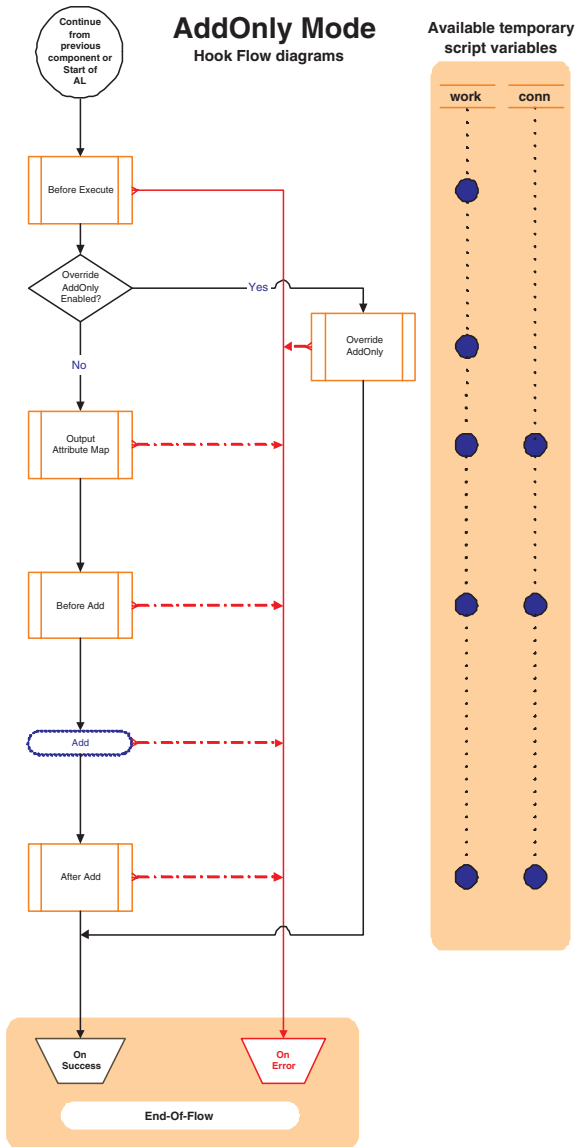 Continue
from
previous
component or
Start of
AL
AddOnly Mode
Hook Flow diagrams
Available temporary
script variables
work
conn
Before Execute
Override
AddOnly
Enabled?
Yes
Override
AddOnly
No
Output
Attribute Map
Before Add
Add
After Add
On
Success
On
Error
End-Of-Flow